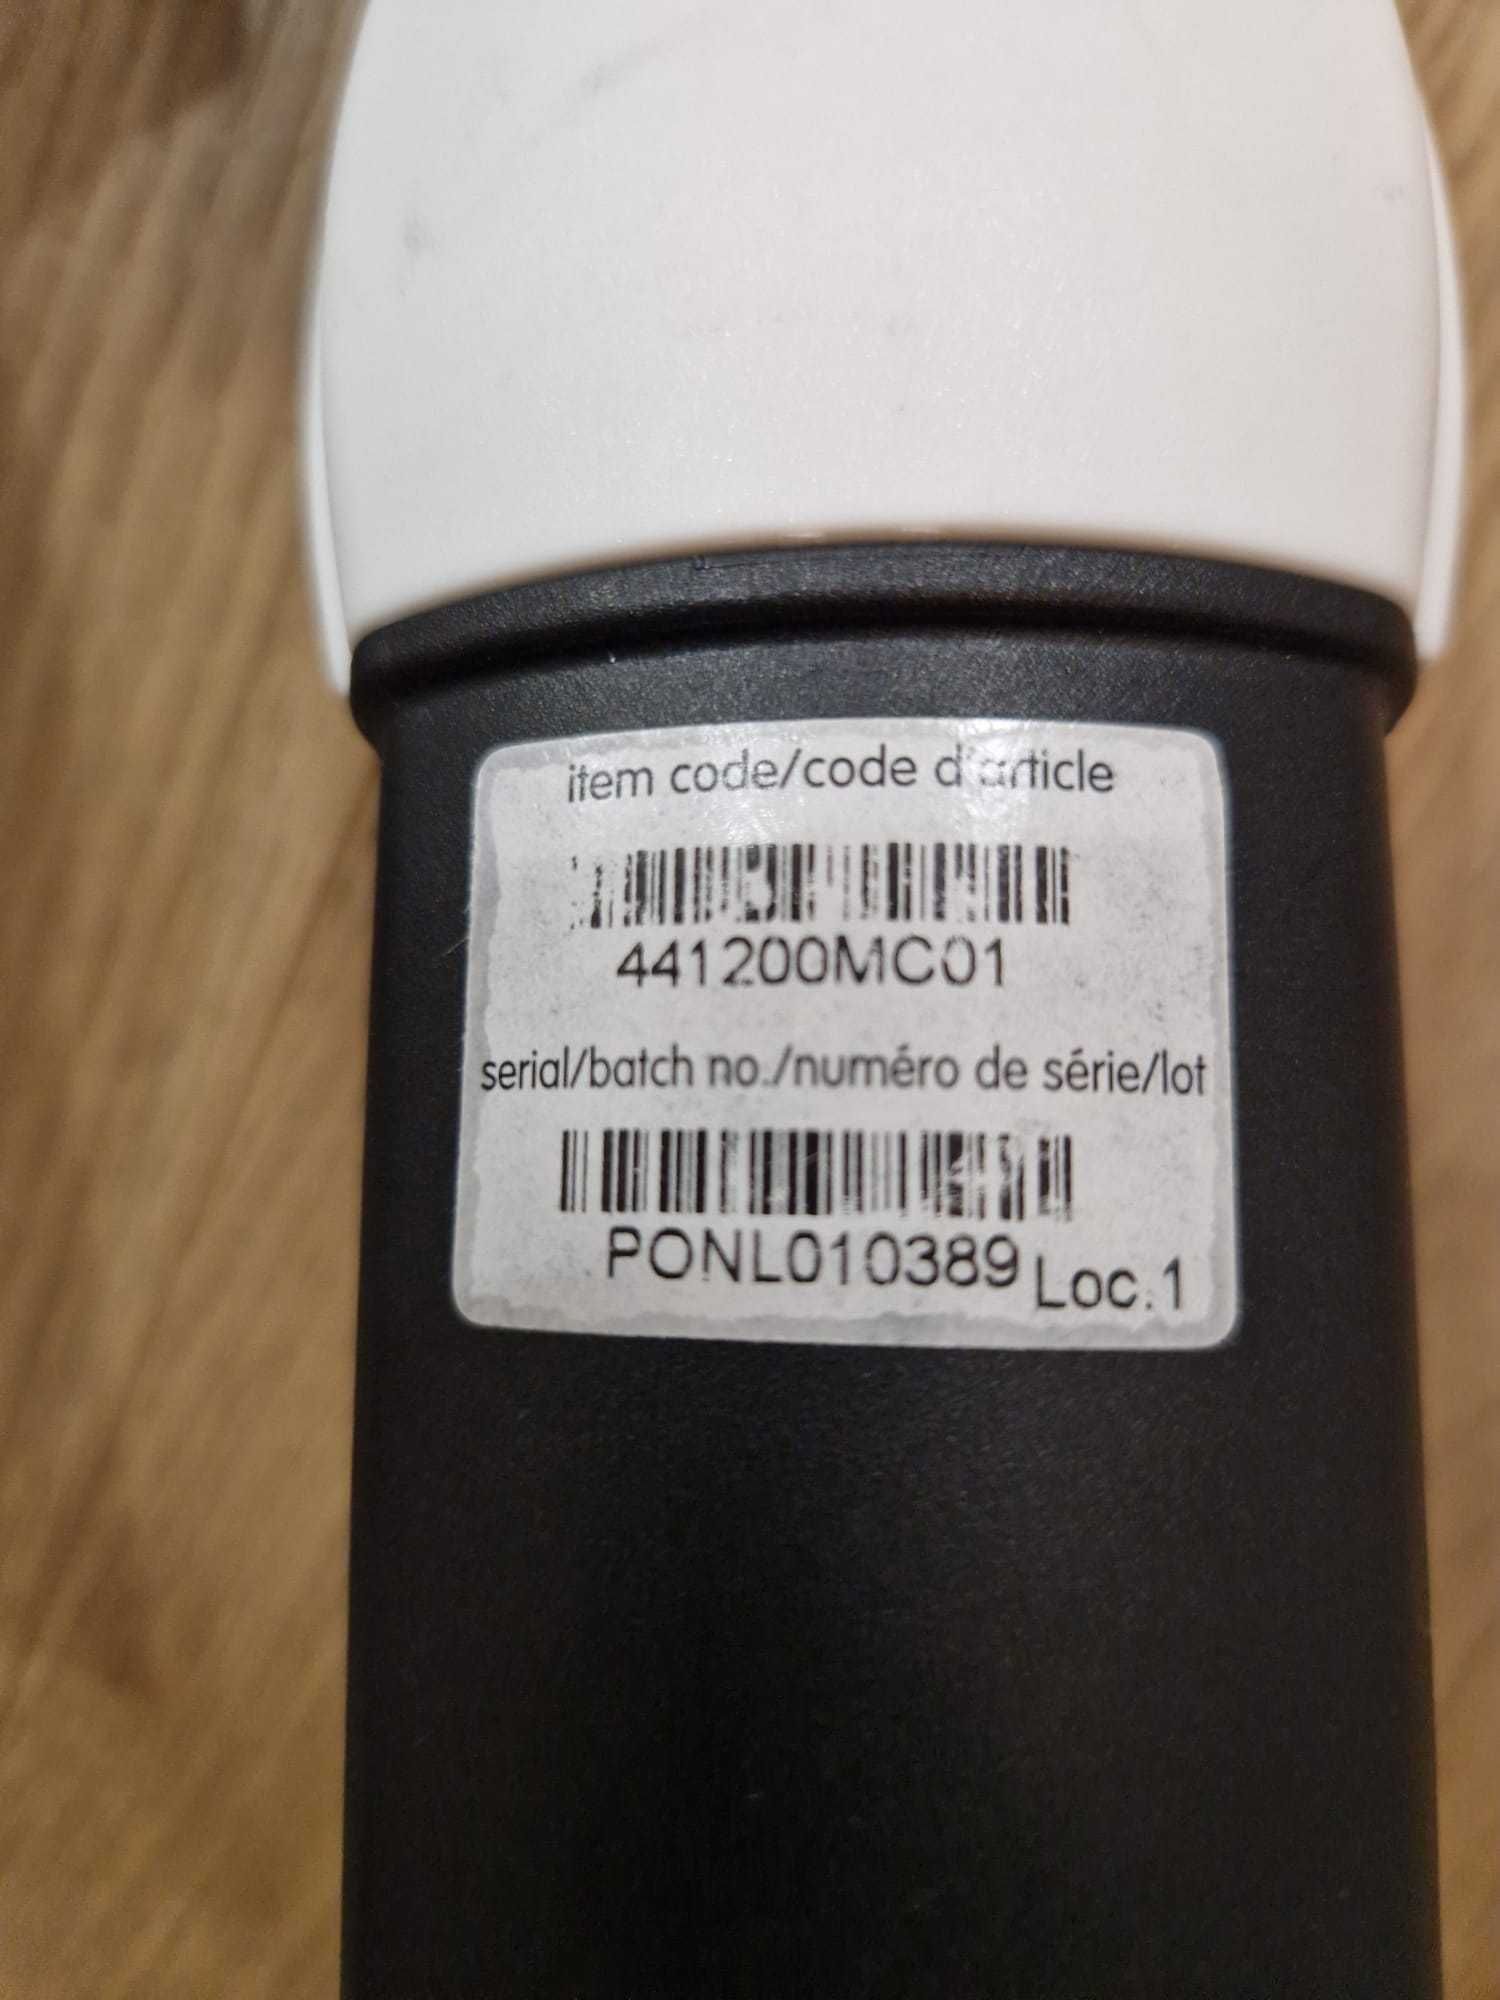 item code/code d'article
441200MC01
serial/batch no./numéro de série/lot
PONL010389 Loc.1